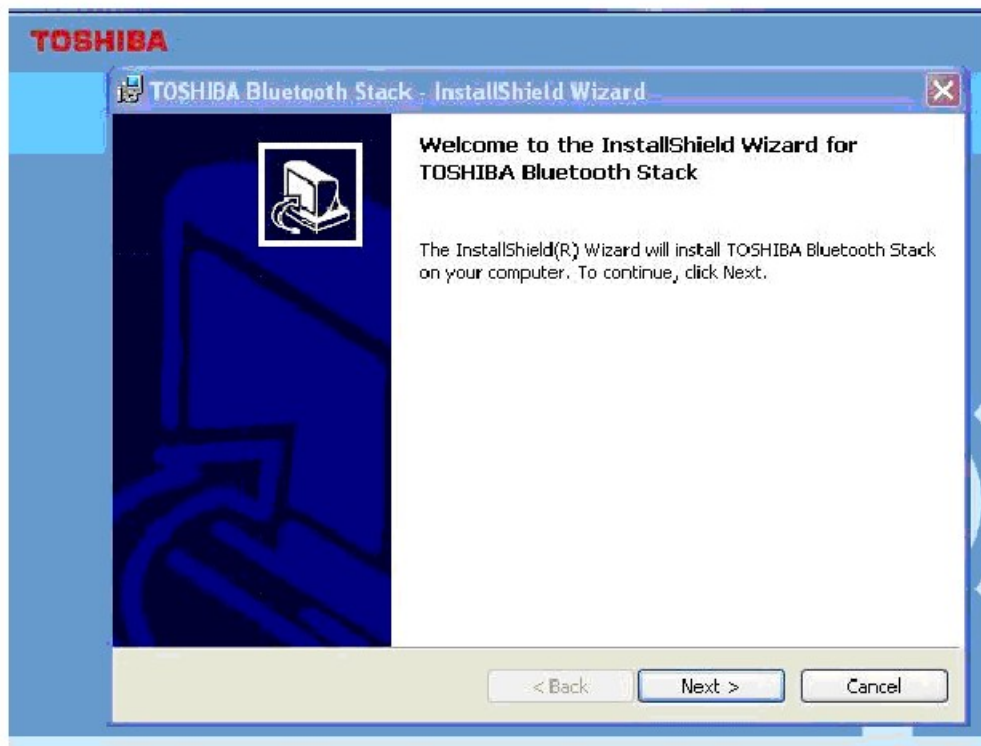 TOSHIBA
TOSHIBA Bluetooth Stack - InstallShield Wizard
Welcome to the InstallShield Wizard for
TOSHIBA Bluetooth Stack
The InstallShield(R) Wizard will install TOSHIBA Bluetooth Stack
on your computer. To continue, click Next.
< Back
Next >
Cancel